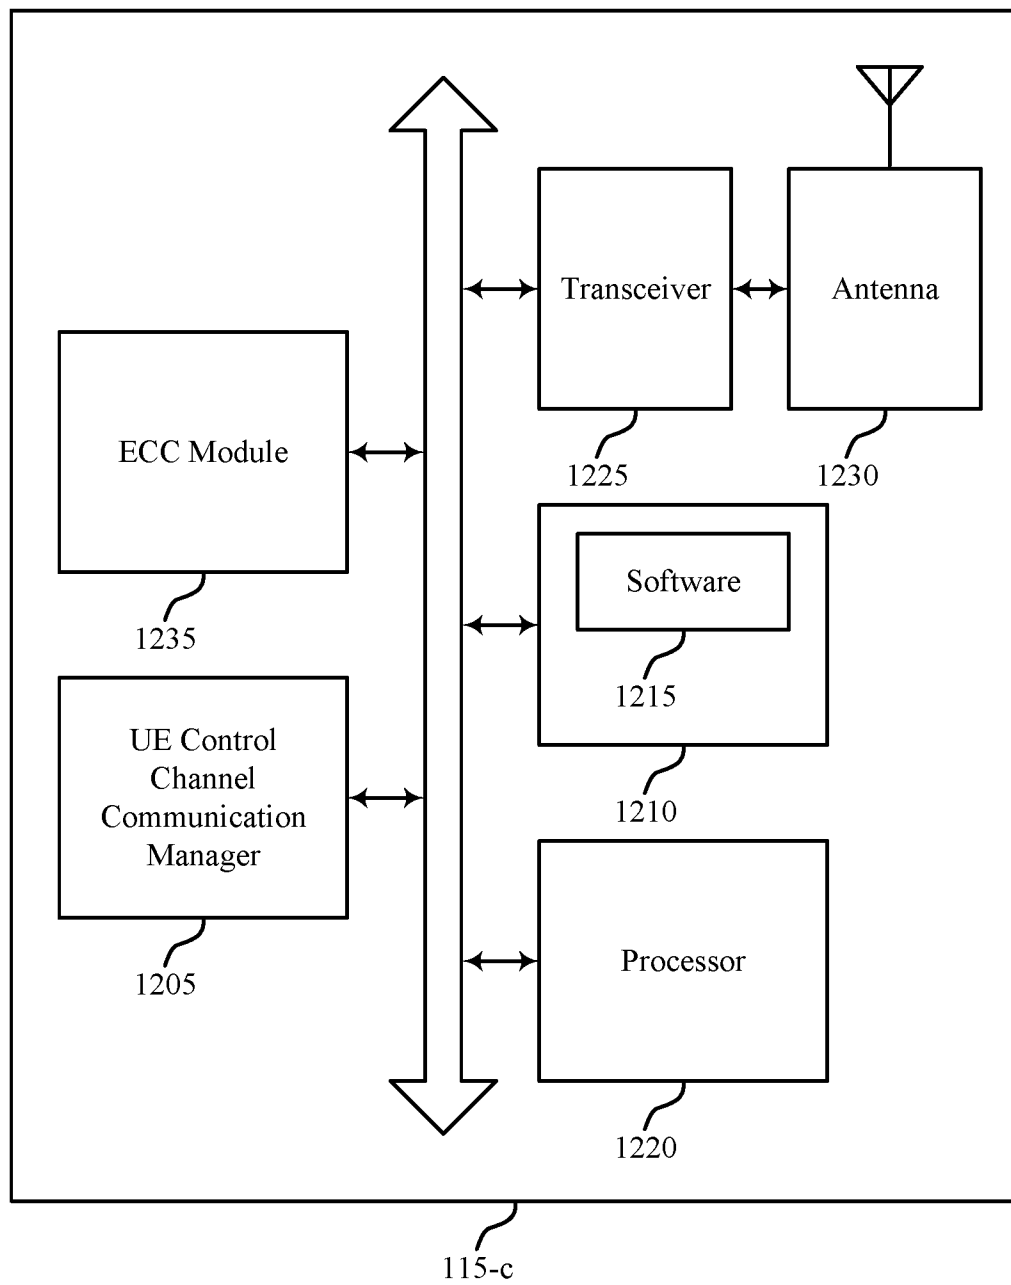 Transceiver
Antenna
1225
1230
ECC Module
1235
Software
1215
1210
UE Control
Channel
Communication
Manager
1205
Processor
1220
115-c